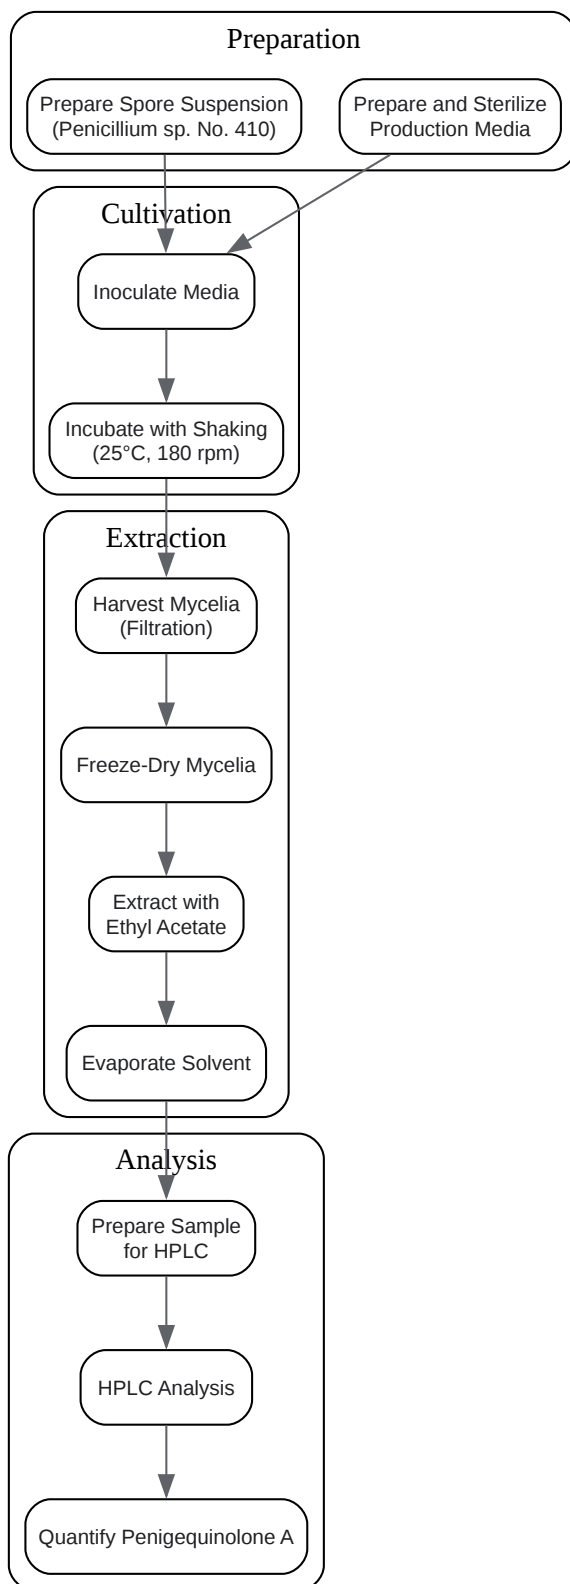 Preparation
Prepare Spore Suspension
(Penicillium sp. No. 410)
Prepare and Sterilize
Production Media
Cultivation
Inoculate Media
Incubate with Shaking
(25°C, 180 rpm)
Extraction
Harvest Mycelia
(Filtration)
Freeze-Dry Mycelia
Extract with
Ethyl Acetate
Evaporate Solvent
Analysis
Prepare Sample
for HPLC
HPLC Analysis
Quantify Penigequinolone A